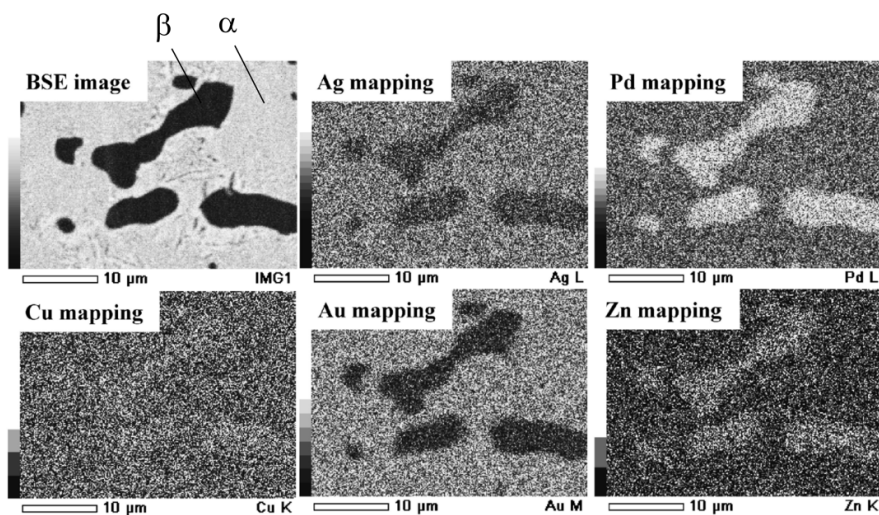 β α
BSE image
Ag mapping
Pd mapping
10 μm IMG1
10 μm Ag L
10 μm Pd L
Cu mapping
Au mapping
Zn mapping
10 μm Cu K
10 μm Au M
10 μm Zn K